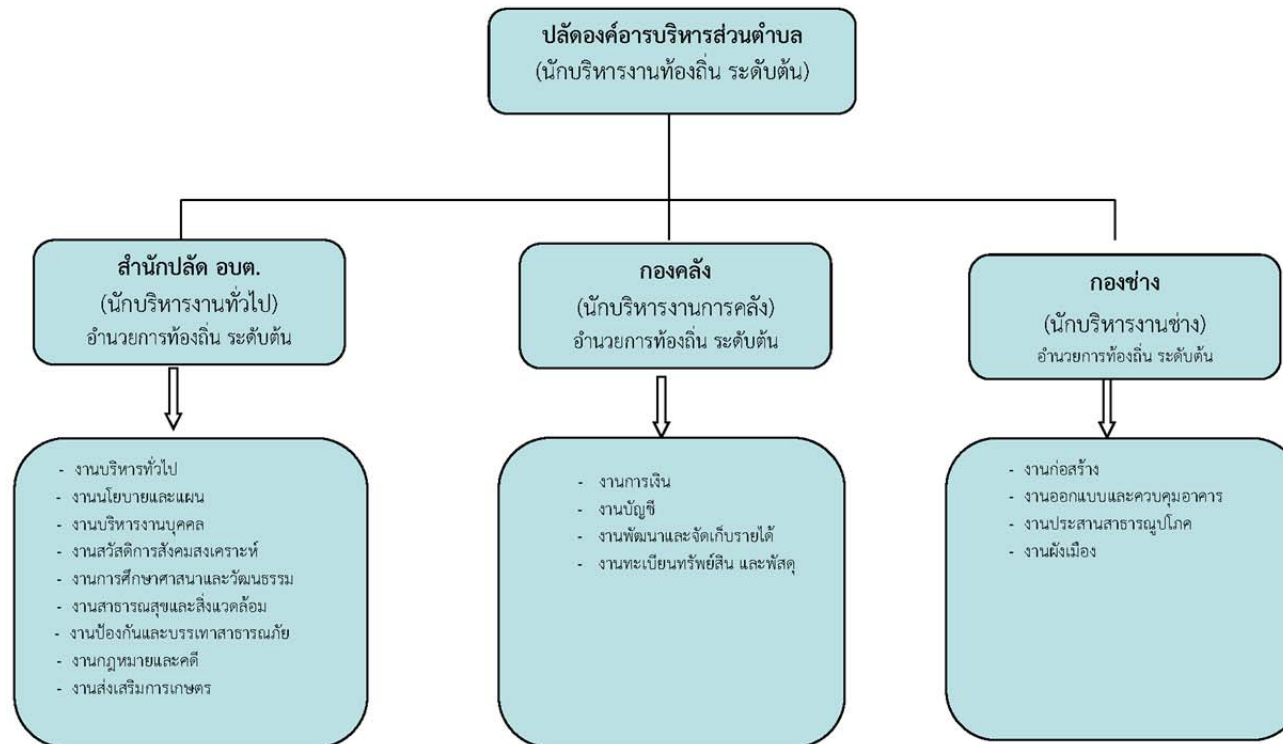 ปลัดองค์อารบริหารส่วนตำบล
(นักบริหารงานท้องถิ่น ระดับต้น)
สำนักปลัด อบต.
(นักบริหารงานทั่วไป)
อำนวยการท้องถิ่น ระดับต้น
- งานบริหารทั่วไป
- งานนโยบายและแผน
- งานบริหารงานบุคคล
- งานสวัสดิการสังคมสงเคราะห์
- งานการศึกษาศาสนาและวัฒนธรรม
- งานสาธารณสุขและสิ่งแวดล้อม
- งานป้องกันและบรรเทาสาธารณภัย
- งานกฎหมายและคดี
- งานส่งเสริมการเกษตร
กองคลัง
(นักบริหารงานการคลัง)
อำนวยการท้องถิ่น ระดับต้น
- งานการเงิน
- งานบัญชี
- งานพัฒนาและจัดเก็บรายได้
- งานทะเบียนทรัพย์สิน และพัสดุ
กองช่าง
(นักบริหารงานช่าง)
อำนวยการท้องถิ่น ระดับต้น
- งานก่อสร้าง
- งานออกแบบและควบคุมอาคาร
- งานประสานสาธารณูปโภค
- งานผังเมือง